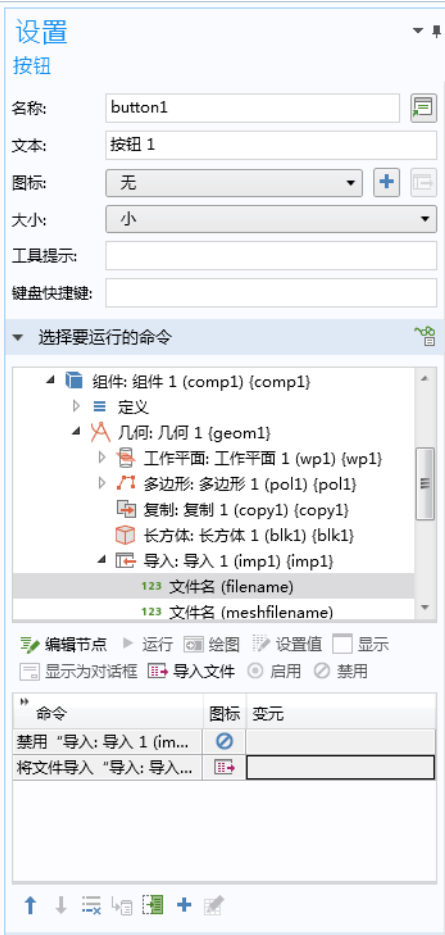 设置
按钮
名称: button1
文本: 按钮 1
图标: 无
大小: 小
工具提示:
键盘快捷键:
选择要运行的命令
组件: 组件 1 (comp1) {comp1}
定义
几何: 几何 1 {geom1}
工作平面: 工作平面 1 (wp1) {wp1}
多边形: 多边形 1 (pol1) {pol1}
复制: 复制 1 (copy1) {copy1}
长方体: 长方体 1 (blk1) {blk1}
导入: 导入 1 (imp1) {imp1}
123 文件名 (filename)
123 文件名 (meshfilename)
编辑节点 运行 绘图 设置值 显示
显示为对话框 导入文件 启用 禁用
命令 图标 变元
禁用“导入: 导入 1 (im...
将文件导入“导入: 导入...